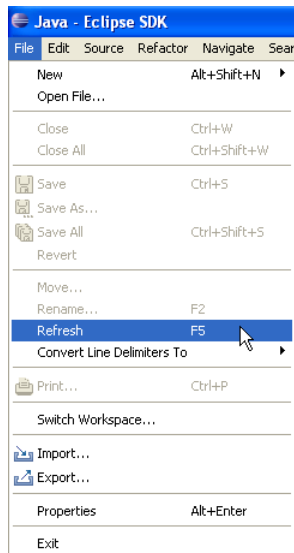 Java - Eclipse SDK
File Edit Source Refactor Navigate Sear
New Alt+Shift+N
Open File...
Close Ctrl+W
Close All Ctrl+Shift+W
Save Ctrl+S
Save As...
Save All Ctrl+Shift+S
Revert
Move...
Rename... F2
Refresh F5
Convert Line Delimiters To
Print... Ctrl+P
Switch Workspace...
Import...
Export...
Properties Alt+Enter
Exit